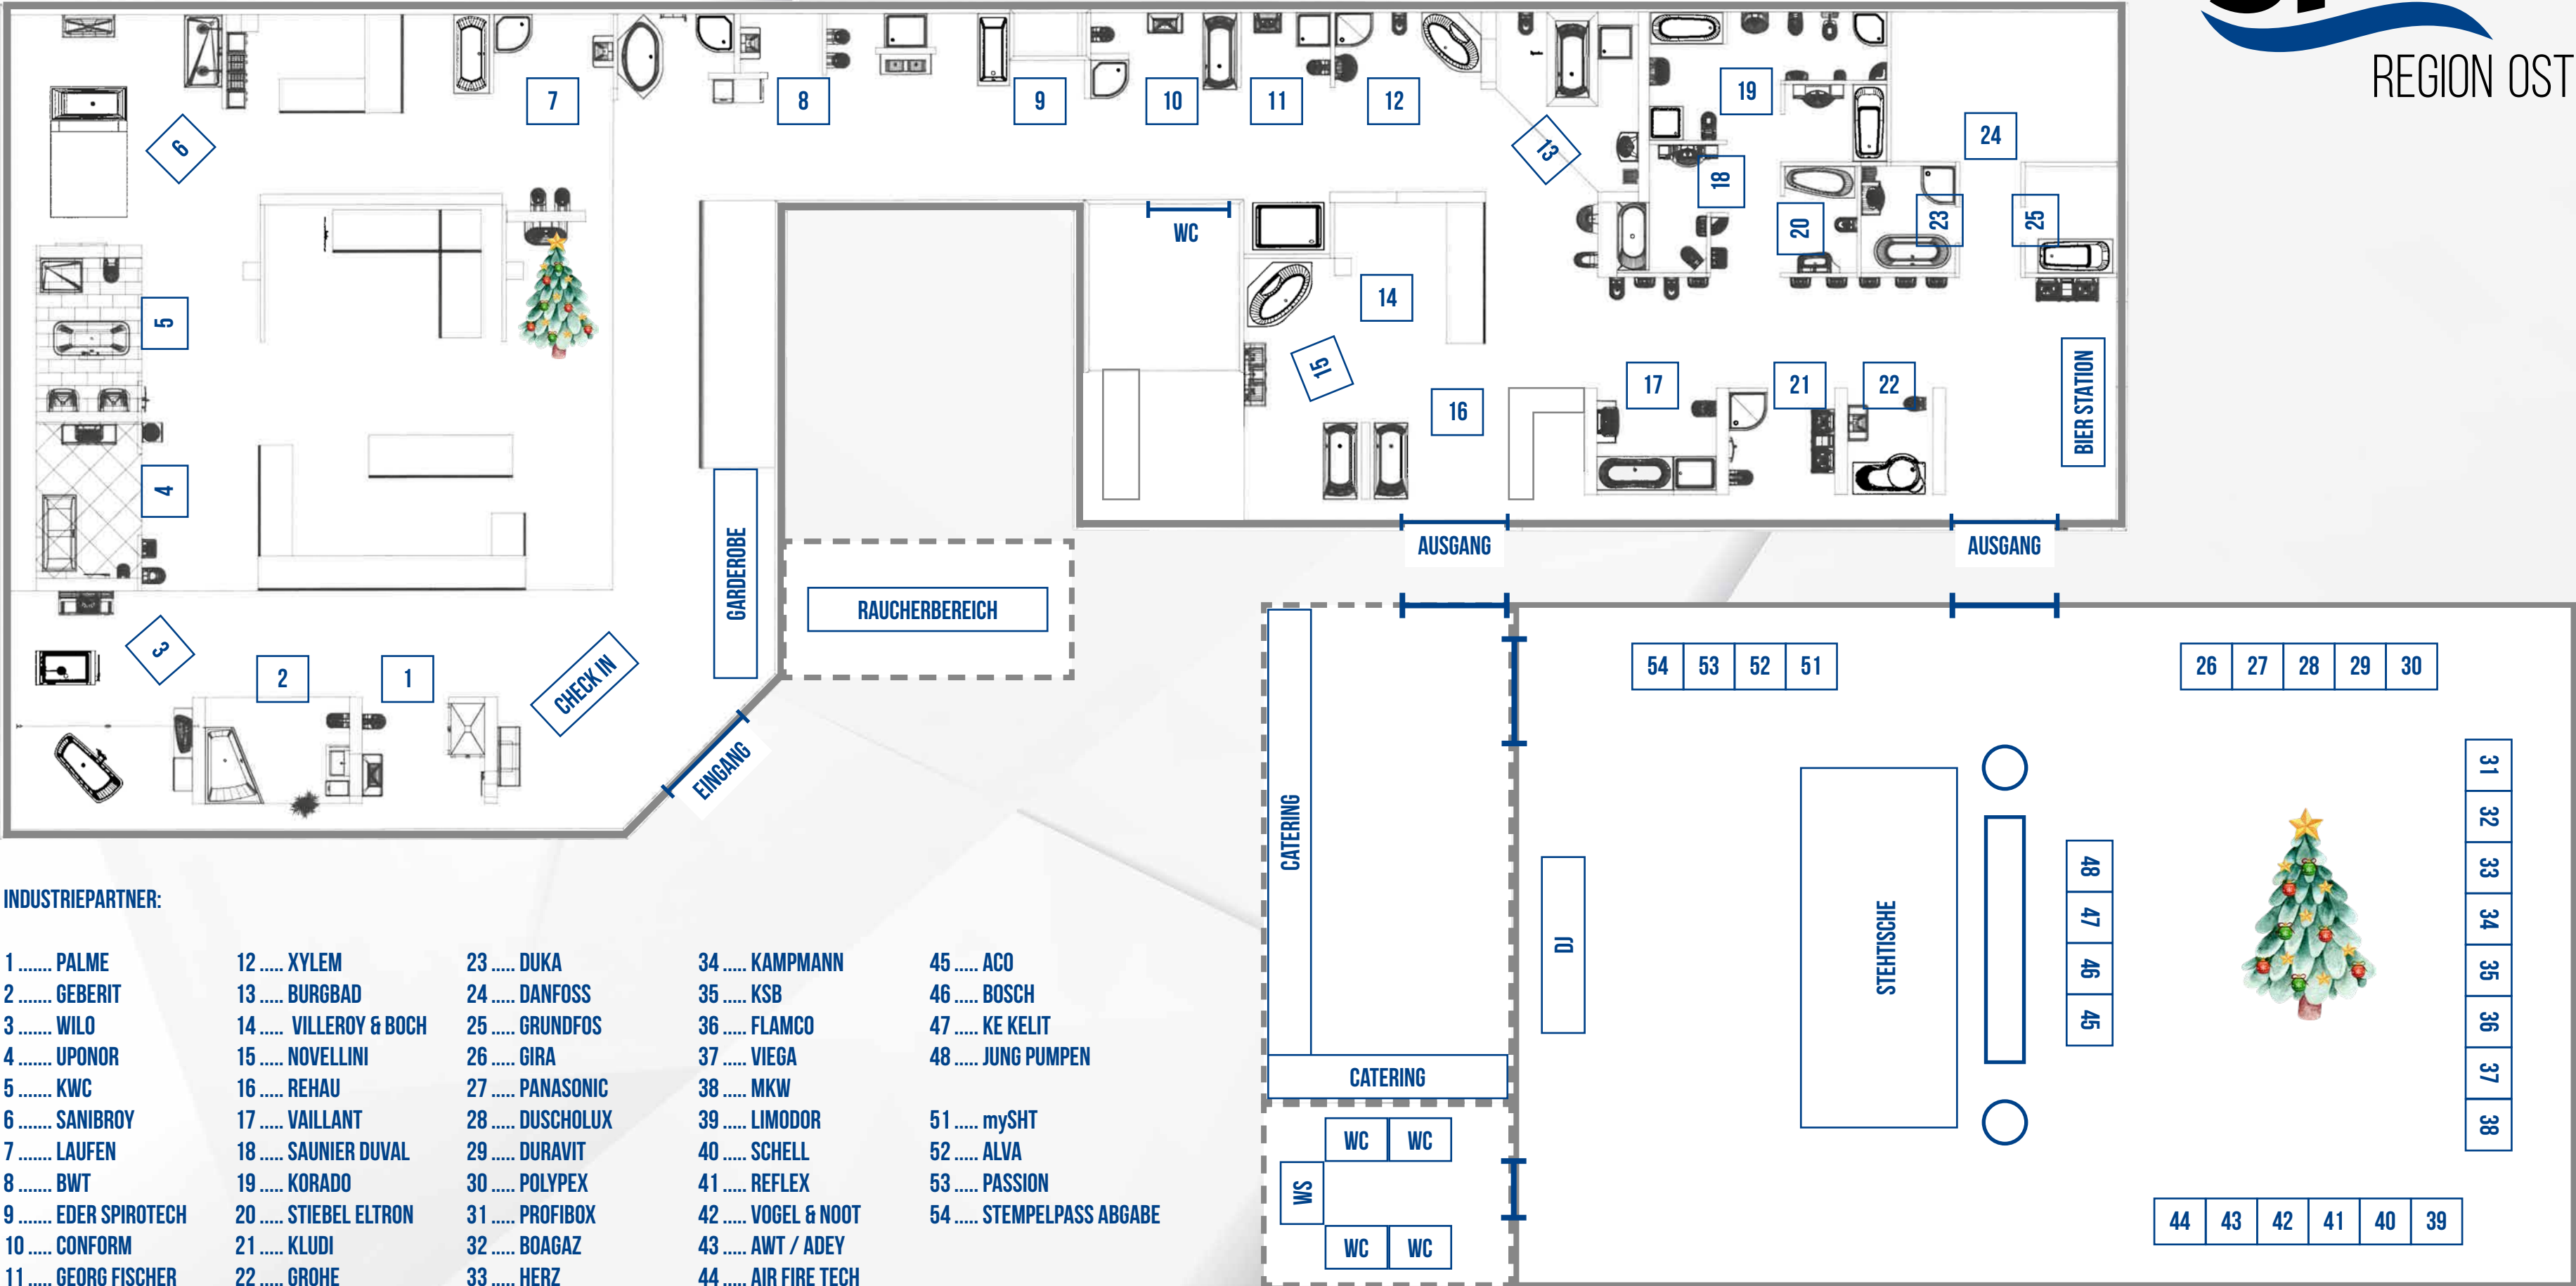 REGION OST
7
8
9
10
11
12
19
24
6
13
18
20
23
25
WC
5
14
15
17
21
22
16
BIER STATION
4
GARDEROBE
AUSGANG
AUSGANG
RAUCHERBEREICH
3
2
1
CHECK IN
EINGANG
54 53 52 51
26 27 28 29 30
31
32
33
34
35
36
37
38
CATERING
DJ
STEHTISCHE
48
47
46
45
CATERING
WC WC
WS
WC WC
44 43 42 41 40 39
INDUSTRIEPARTNER:
1 ....... PALME
2 ....... GEBERIT
3 ....... WILO
4 ....... UPONOR
5 ....... KWC
6 ....... SANIBROY
7 ....... LAUFEN
8 ....... BWT
9 ....... EDER SPIROTECH
10 ..... CONFORM
11 ..... GEORG FISCHER
12 ..... XYLEM
13 ..... BURGBAD
14 ..... VILLEROY & BOCH
15 ..... NOVELLINI
16 ..... REHAU
17 ..... VAILLANT
18 ..... SAUNIER DUVAL
19 ..... KORADO
20 ..... STIEBEL ELTRON
21 ..... KLUDI
22 ..... GROHE
23 ..... DUKA
24 ..... DANFOSS
25 ..... GRUNDFOS
26 ..... GIRA
27 ..... PANASONIC
28 ..... DUSCHOLUX
29 ..... DURAVIT
30 ..... POLYPEX
31 ..... PROFIBOX
32 ..... BOAGAZ
33 ..... HERZ
34 ..... KAMPMANN
35 ..... KSB
36 ..... FLAMCO
37 ..... VIEGA
38 ..... MKW
39 ..... LIMODOR
40 ..... SCHELL
41 ..... REFLEX
42 ..... VOGEL & NOOT
43 ..... AWT / ADEY
44 ..... AIR FIRE TECH
45 ..... ACO
46 ..... BOSCH
47 ..... KE KELIT
48 ..... JUNG PUMPEN
51 ..... mySHT
52 ..... ALVA
53 ..... PASSION
54 ..... STEMPELPASS ABGABE